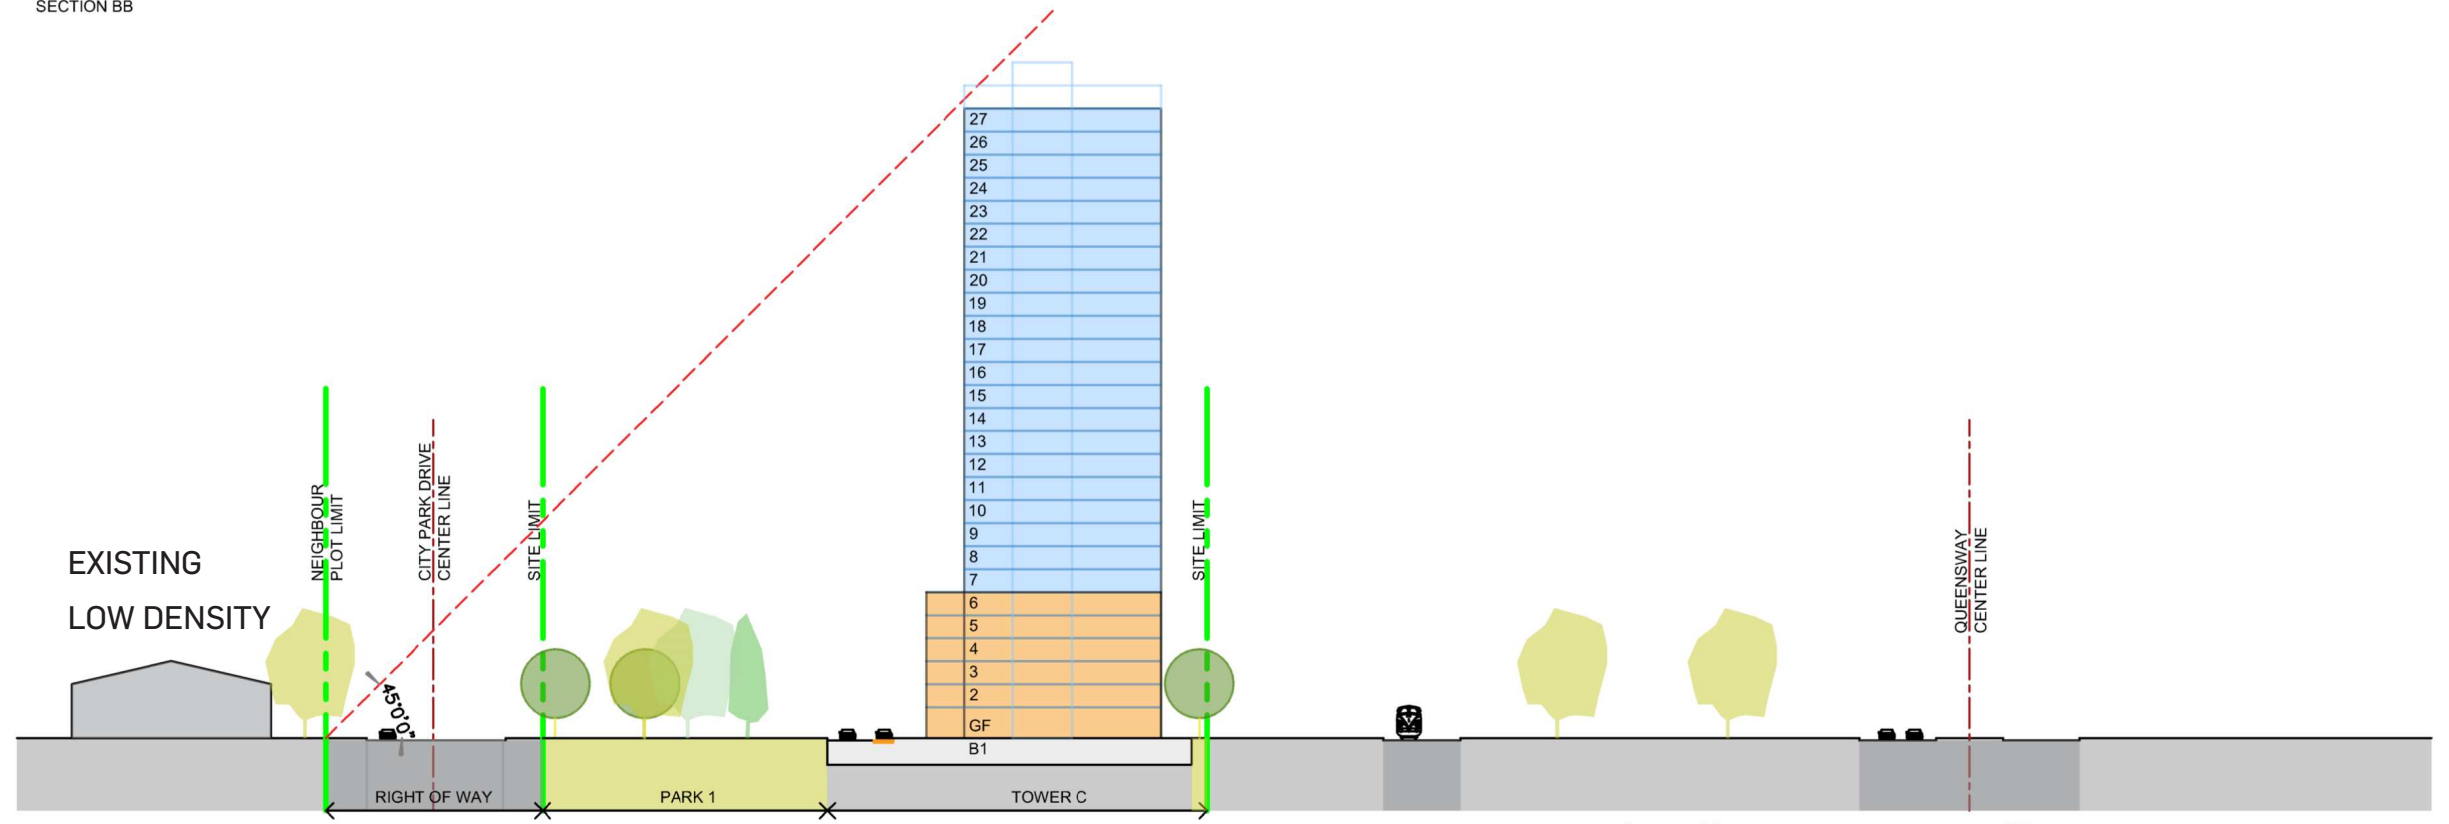 SECTION BB
27
26
25
24
23
22
21
20
19
18
17
16
15
14
13
12
11
10
9
8
7
6
5
4
3
2
GF
B1
EXISTING
LOW DENSITY
NEIGHBOUR
PLOT LIMIT
CITY PARK DRIVE
CENTER LINE
SITE LIMIT
45°0'0"
SITE LIMIT
QUEENSWAY
CENTER LINE
RIGHT OF WAY
PARK 1
TOWER C